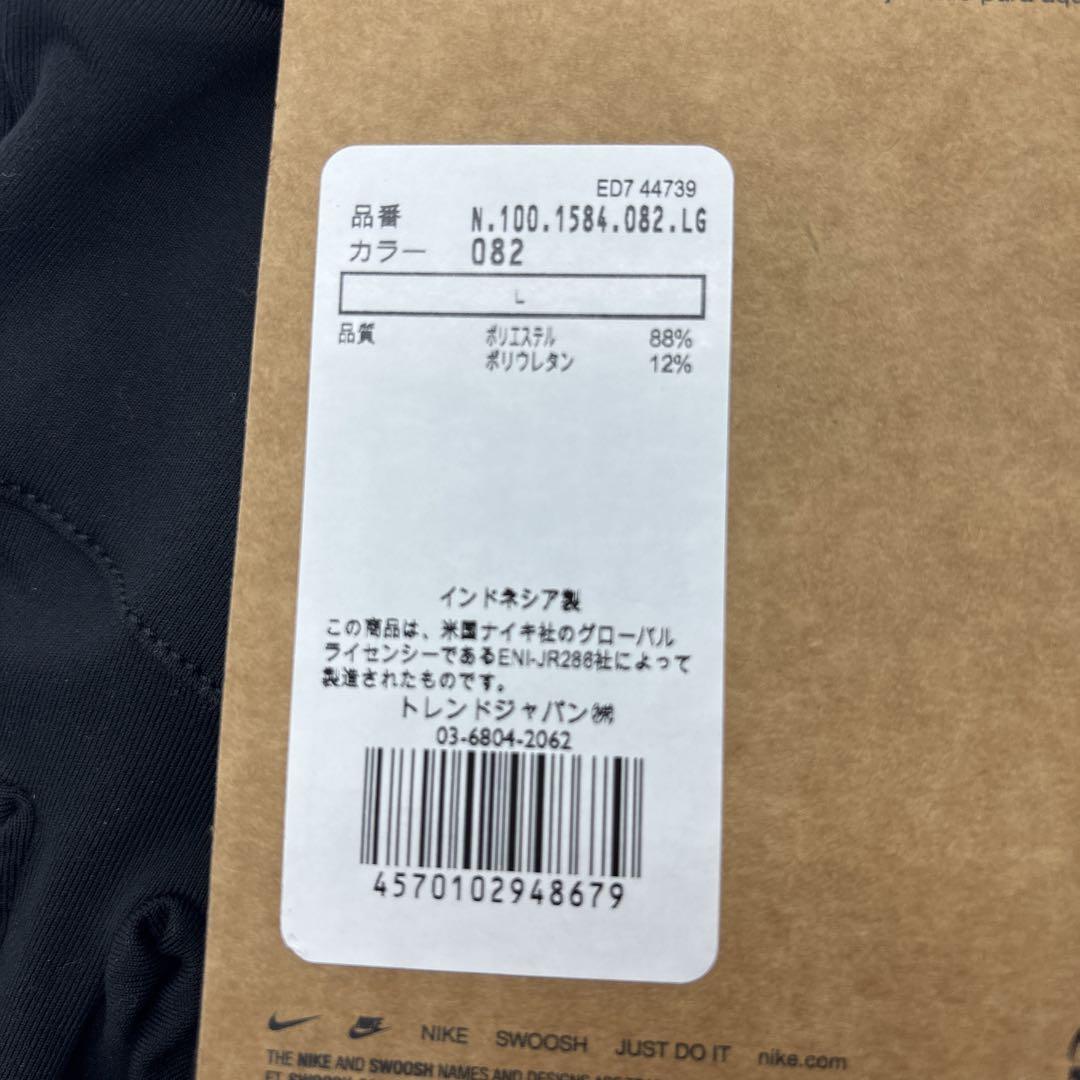 para aqu
ED7 44739
品番 N.100.1584.082.LG
カラー 082
L
品質 ポリエステル 88%
ポリウレタン 12%
インドネシア製
この商品は、米国ナイキ社のグローバル
ライセンシーであるENI-JR286社によって
製造されたものです。
トレンドジャパン㈱
03-6804-2062
4570102948679
NIKE SWOOSH JUST DO IT nike.com
THE NIKE AND SWOOSH NAMES AND DESIGNS ARE